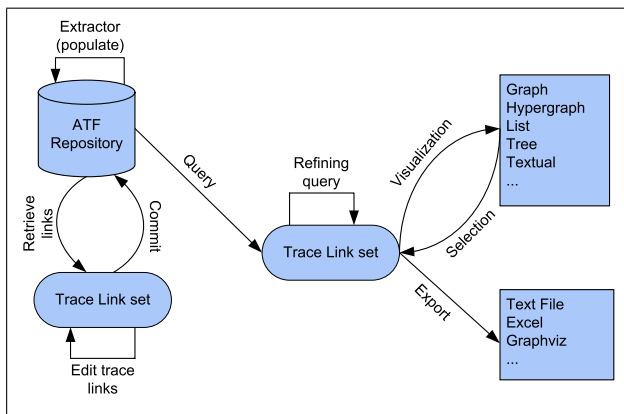 Extractor
(populate)
ATF
Repository
Retrieve
links
Commit
Trace Link set
Edit trace
links
Query
Refining
query
Trace Link set
Visualization
Selection
Export
Graph
Hypergraph
List
Tree
Textual
...
Text File
Excel
Graphviz
...